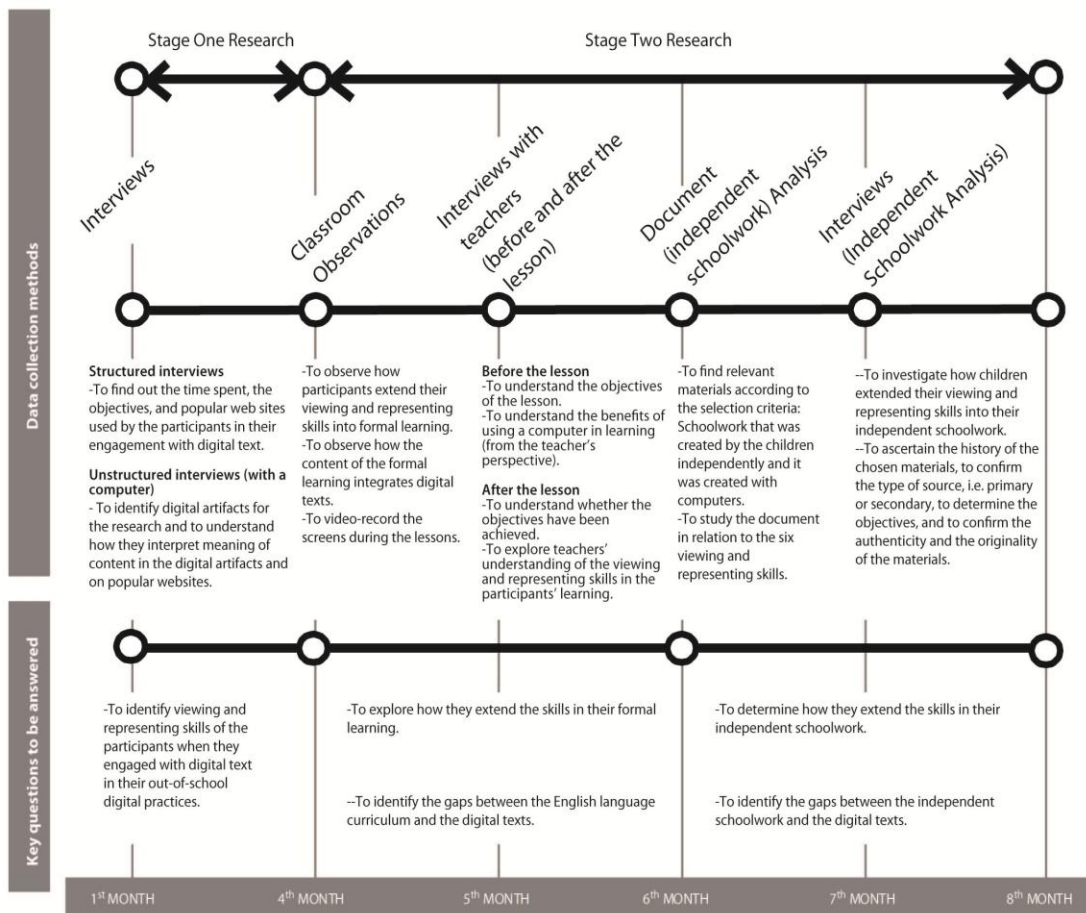 Stage One Research
Stage Two Research
Data collection methods
Interviews
Classroom
Observations
Interviews with
teachers
(before and after the
lesson)
Document
(independent
schoolwork) Analysis
Interviews
(Independent
Schoolwork Analysis)
Structured interviews
-To find out the time spent, the
objectives, and popular web sites
used by the participants in their
engagement with digital text.
Unstructured interviews (with a
computer)
- To identify digital artifacts for
the research and to understand
how they interpret meaning of
content in the digital artifacts and
on popular websites.
-To observe how
participants extend their
viewing and representing
skills into formal learning.
-To observe how the
content of the formal
learning integrates digital
texts.
-To video-record the
screens during the lessons.
Before the lesson
-To understand the objectives
of the lesson.
-To understand the benefits of
using a computer in learning
(from the teacher's
perspective).
After the lesson
-To understand whether the
objectives have been
achieved.
-To explore teachers'
understanding of the viewing
and representing skills in the
participants' learning.
-To find relevant
materials according to
the selection criteria:
Schoolwork that was
created by the children
independently and it
was created with
computers.
-To study the document
in relation to the six
viewing and
representing skills.
--To investigate how children
extended their viewing and
representing skills into their
independent schoolwork.
--To ascertain the history of the
chosen materials, to confirm
the type of source, i.e. primary
or secondary, to determine the
objectives, and to confirm the
authenticity and the originality
of the materials.
Key questions to be answered
-To identify viewing and
representing skills of the
participants when they
engaged with digital text
in their out-of-school
digital practices.
-To explore how they extend the skills in their formal
learning.
--To identify the gaps between the English language
curriculum and the digital texts.
-To determine how they extend the skills in their
independent schoolwork.
-To identify the gaps between the independent
schoolwork and the digital texts.
1st MONTH
4th MONTH
5th MONTH
6th MONTH
7th MONTH
8th MONTH